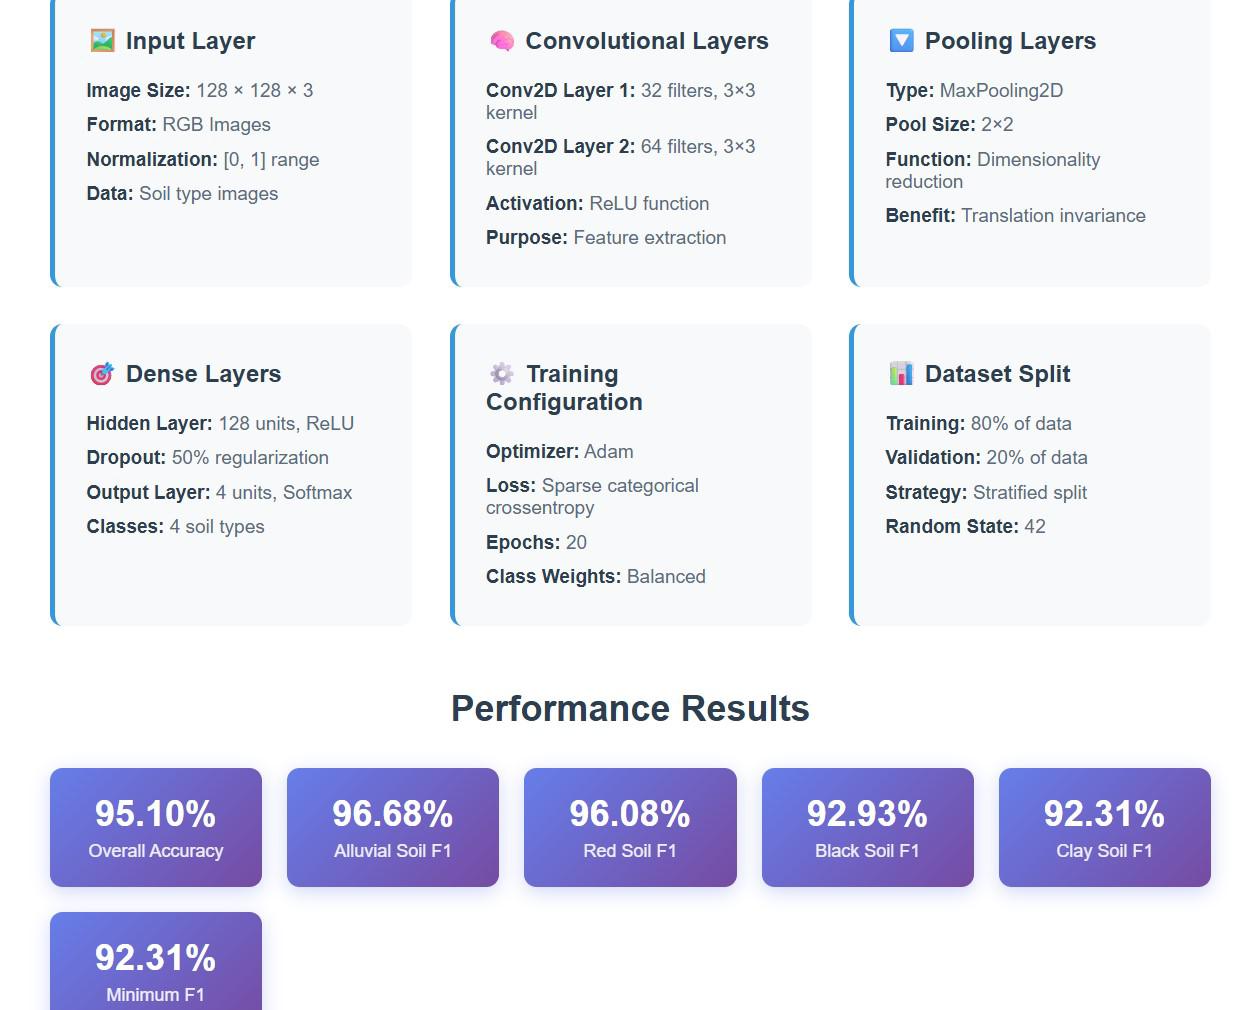 Input Layer
Image Size: 128 × 128 × 3
Format: RGB Images
Normalization: [0, 1] range
Data: Soil type images
Convolutional Layers
Conv2D Layer 1: 32 filters, 3×3
kernel
Conv2D Layer 2: 64 filters, 3×3
kernel
Activation: ReLU function
Purpose: Feature extraction
Pooling Layers
Type: MaxPooling2D
Pool Size: 2×2
Function: Dimensionality
reduction
Benefit: Translation invariance
Dense Layers
Hidden Layer: 128 units, ReLU
Dropout: 50% regularization
Output Layer: 4 units, Softmax
Classes: 4 soil types
Training
Configuration
Optimizer: Adam
Loss: Sparse categorical
crossentropy
Epochs: 20
Class Weights: Balanced
Dataset Split
Training: 80% of data
Validation: 20% of data
Strategy: Stratified split
Random State: 42
Performance Results
95.10%
Overall Accuracy
96.68%
Alluvial Soil F1
96.08%
Red Soil F1
92.93%
Black Soil F1
92.31%
Clay Soil F1
92.31%
Minimum F1